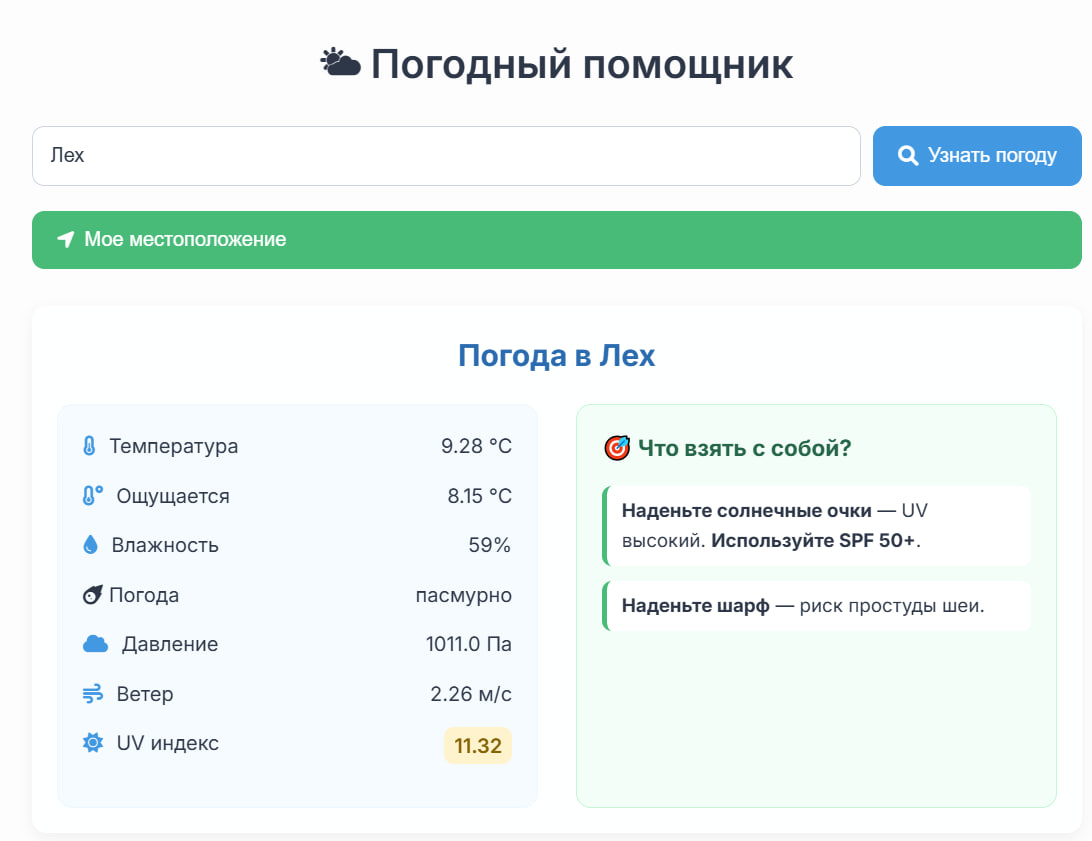 Погодный помощник
Лех
Узнать погоду
Мое местоположение
Погода в Лех
Температура 9.28 °C
Ощущается 8.15 °C
Влажность 59%
Погода пасмурно
Давление 1011.0 Па
Ветер 2.26 м/с
UV индекс 11.32
Что взять с собой?
Наденьте солнечные очки — UV
высокий. Используйте SPF 50+.
Наденьте шарф — риск простуды шеи.